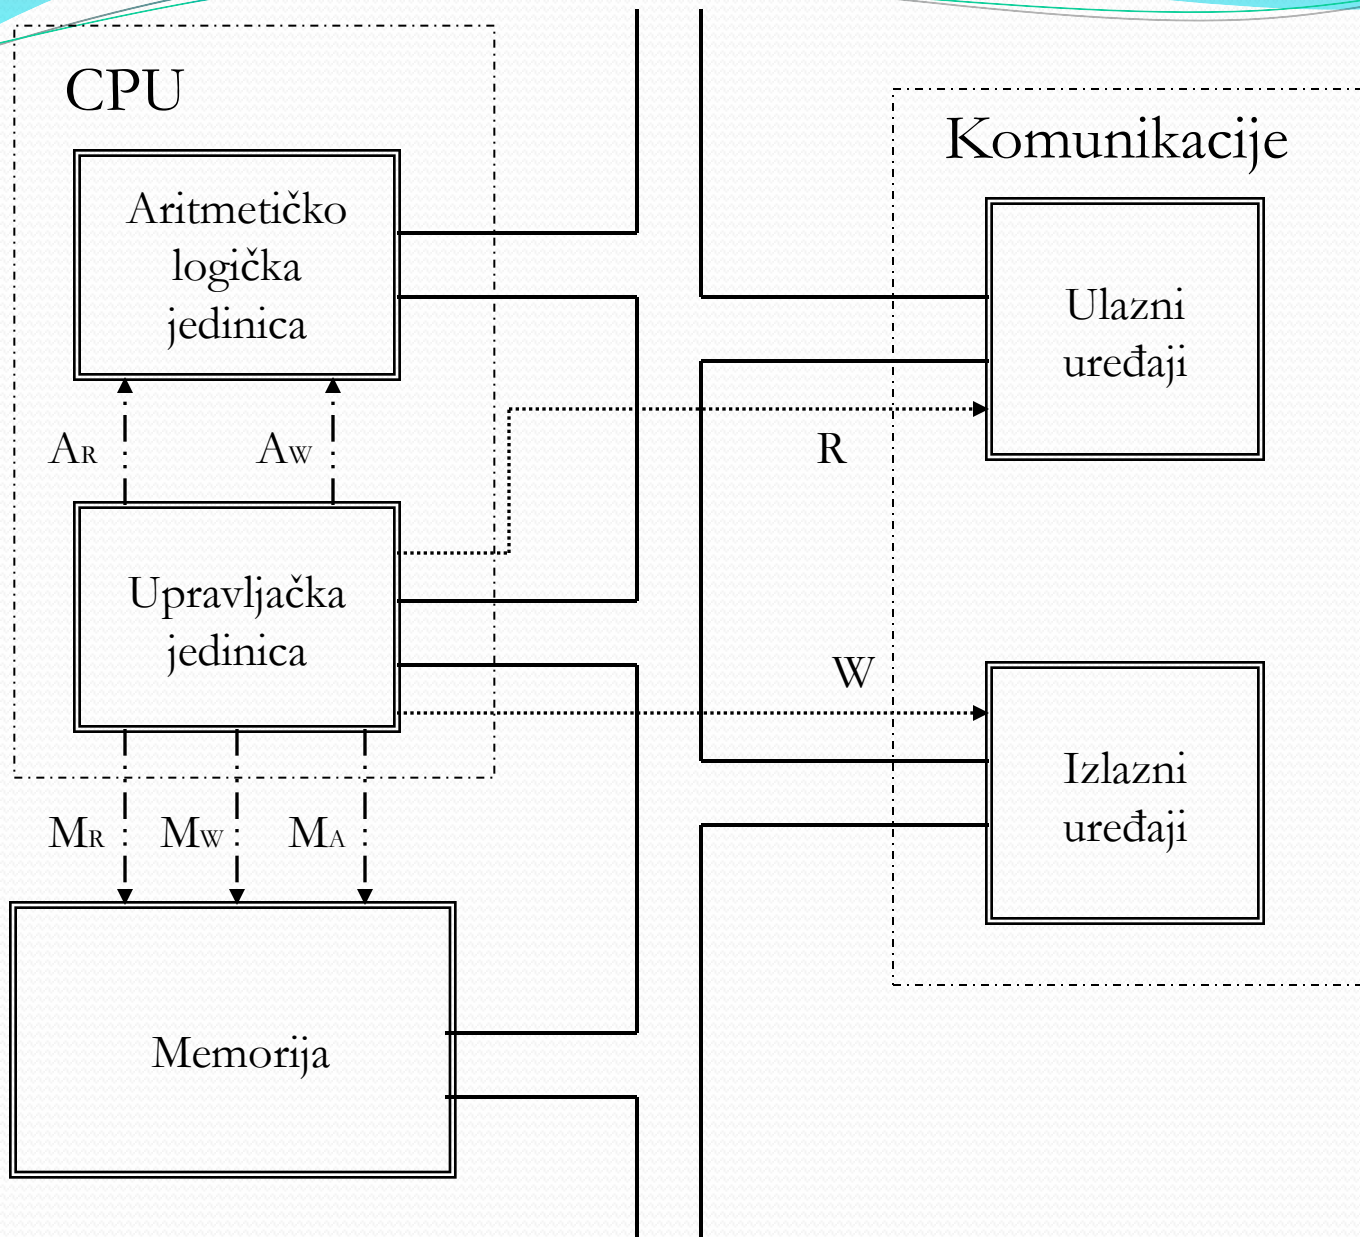 CPU
Komunikacije
Aritmetičko
logička
jedinica
Ulazni
uređaji
AR
AW
R
Upravljačka
jedinica
W
Izlazni
uređaji
MR
MW
MA
Memorija